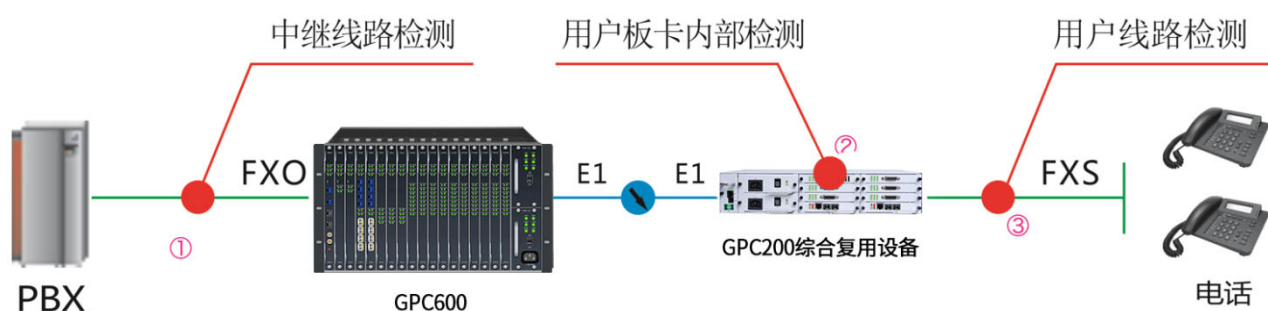 中继线路检测
用户板卡内部检测
用户线路检测
②
FXO
E1
E1
FXS
①
③
GPC200综合复用设备
PBX
GPC600
电话